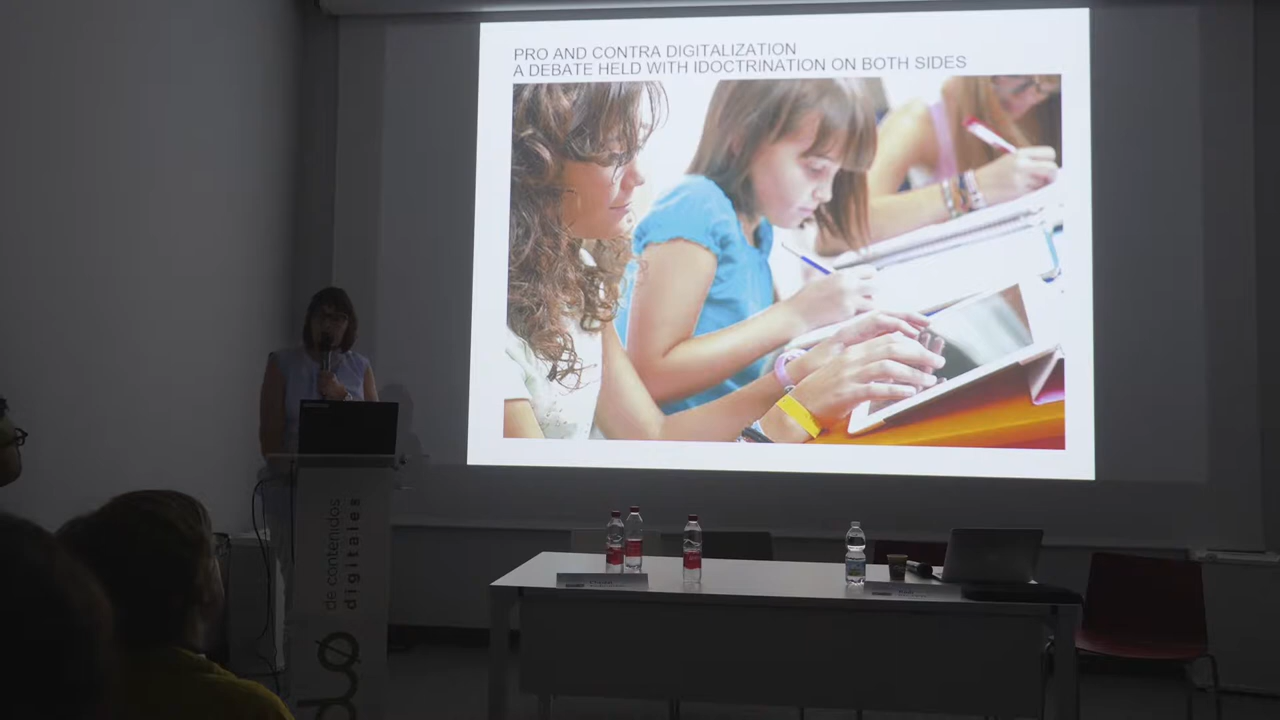 PRO AND CONTRA DIGITALIZATION
A DEBATE HELD WITH IDOCTRINATION ON BOTH SIDES
de contenidos
digitales